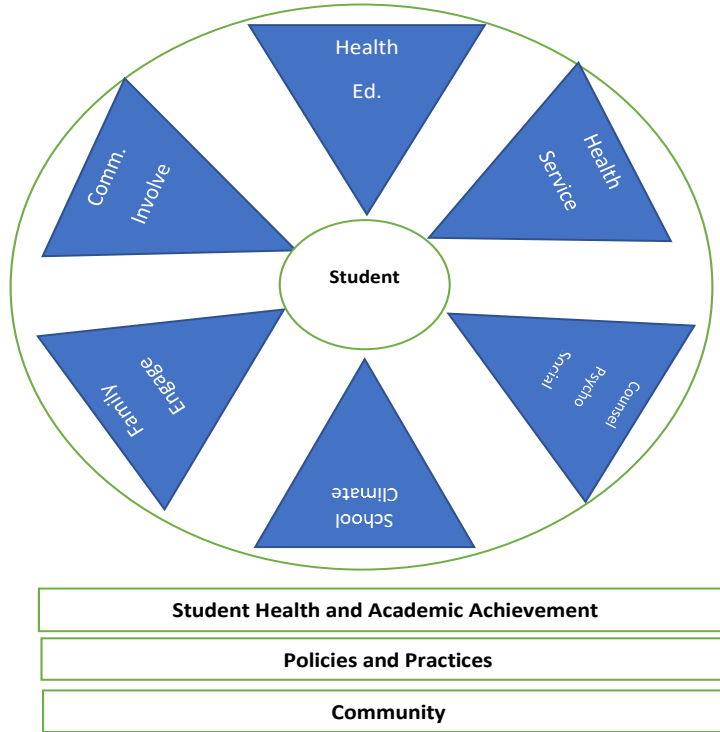 Health
Ed.
Health
Service
Counsel
Psycho
Social
School
Climate
Family
Engage
Comm.
Involve
Student
Student Health and Academic Achievement
Policies and Practices
Community